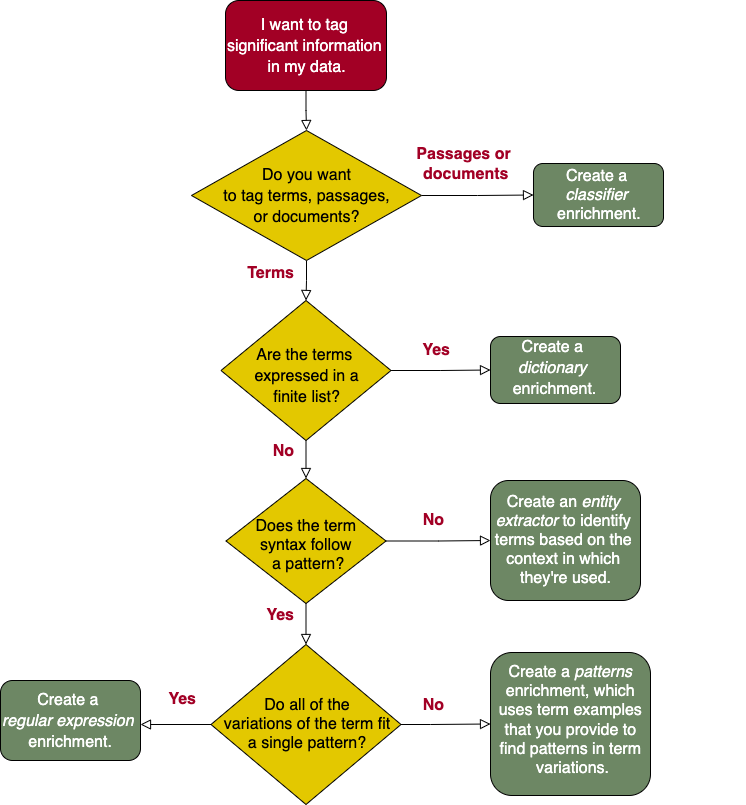 I want to tag
significant information
in my data.
Do you want
to tag terms, passages,
or documents?
Passages or
documents
Create a
classifier
enrichment.
Terms
Are the terms
expressed in a
finite list?
Yes
Create a
dictionary
enrichment.
No
Does the term
syntax follow
a pattern?
No
Create an entity
extractor to identify
terms based on the
context in which
they're used.
Yes
Do all of the
variations of the term fit
a single pattern?
Yes
Create a
regular expression
enrichment.
No
Create a patterns
enrichment, which
uses term examples
that you provide to
find patterns in term
variations.